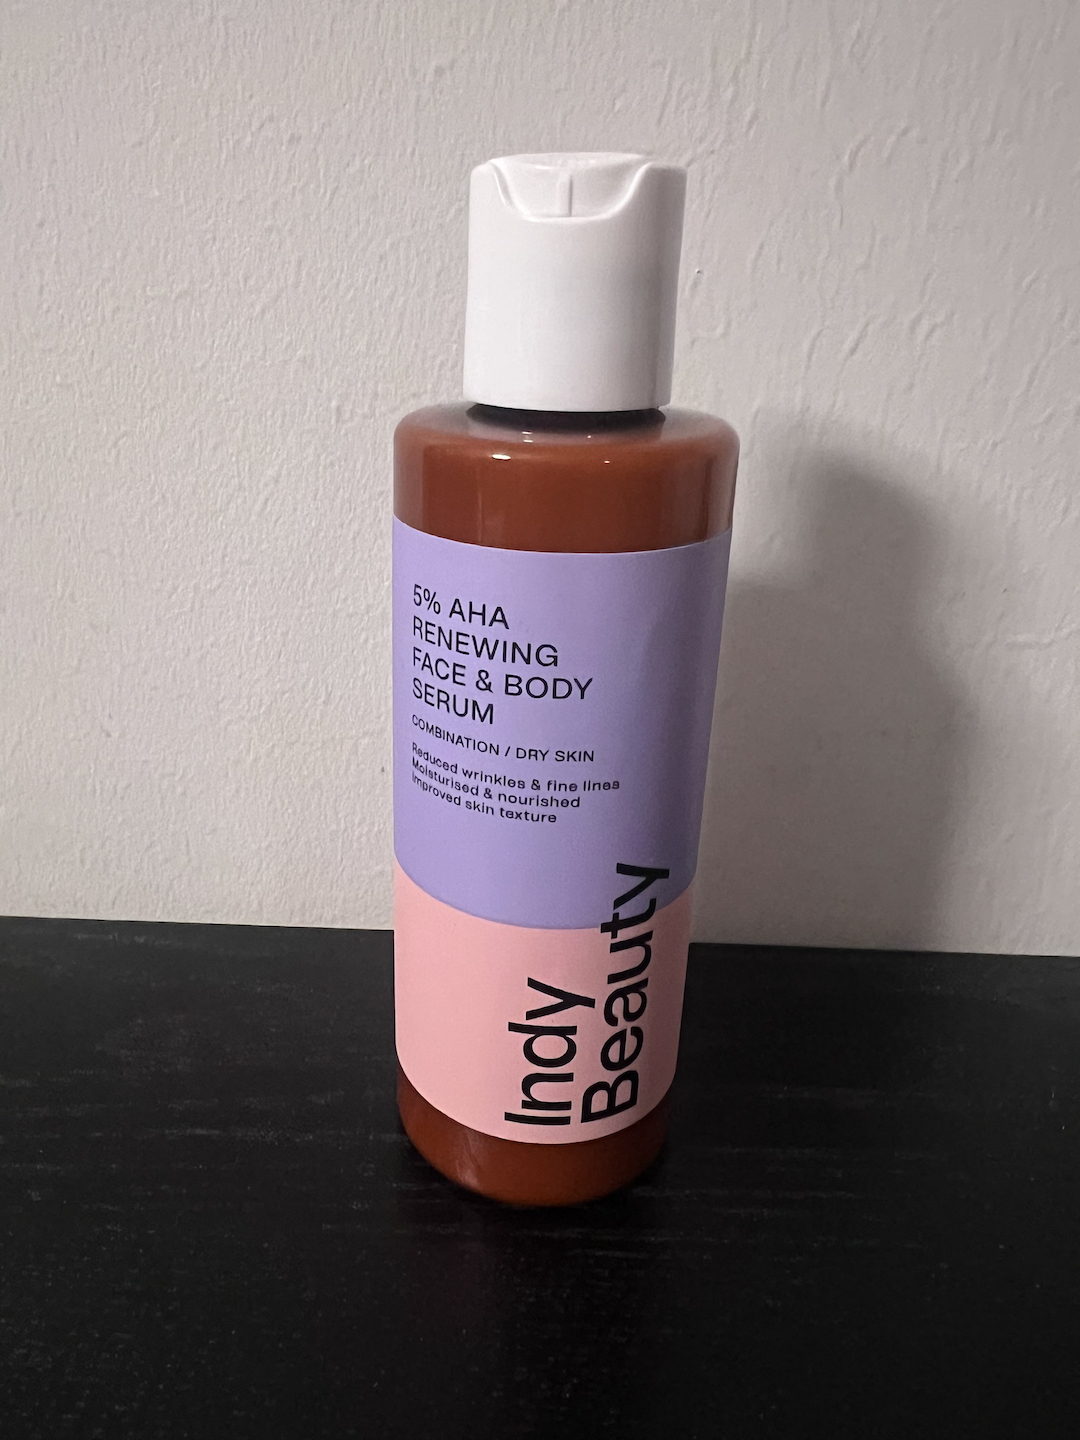 5% AHA
RENEWING
FACE & BODY
SERUM
COMBINATION / DRY SKIN
Reduced wrinkles & fine lines
Moisturised & nourished
Improved skin texture
Indy
Beauty